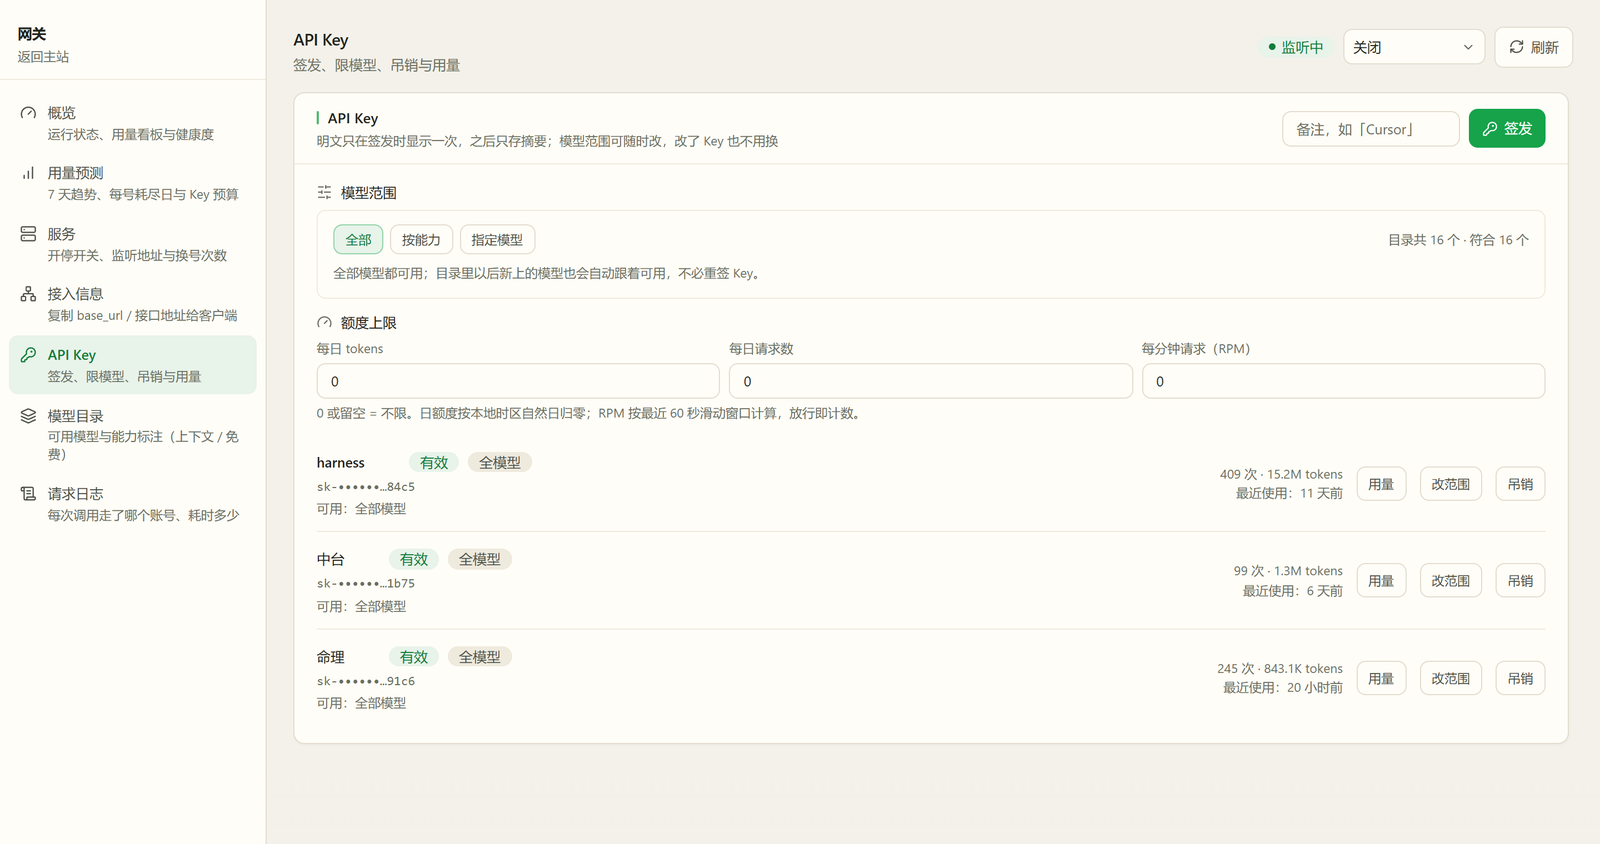 网关
返回主站
概览
运行状态、用量看板与健康度
用量预测
7 天趋势、每号耗尽日与 Key 预算
服务
开停开关、监听地址与换号次数
接入信息
复制 base_url / 接口地址给客户端
API Key
签发、限模型、吊销与用量
模型目录
可用模型与能力标注（上下文 / 免
费）
请求日志
每次调用走了哪个账号、耗时多少
API Key
签发、限模型、吊销与用量
监听中
关闭
刷新
API Key
明文只在签发时显示一次，之后只存摘要；模型范围可随时改，改了 Key 也不用换
备注，如「Cursor」
签发
模型范围
全部
按能力
指定模型
目录共 16 个 · 符合 16 个
全部模型都可用；目录里以后新上的模型也会自动跟着可用，不必重签 Key。
额度上限
每日 tokens
每日请求数
每分钟请求（RPM）
0
0
0
0 或留空 = 不限。日额度按本地时区自然日归零；RPM 按最近 60 秒滑动窗口计算，放行即计数。
harness
有效
全模型
sk-••••••…84c5
可用：全部模型
409 次 · 15.2M tokens
最近使用：11 天前
用量
改范围
吊销
中台
有效
全模型
sk-••••••…1b75
可用：全部模型
99 次 · 1.3M tokens
最近使用：6 天前
用量
改范围
吊销
命理
有效
全模型
sk-••••••…91c6
可用：全部模型
245 次 · 843.1K tokens
最近使用：20 小时前
用量
改范围
吊销